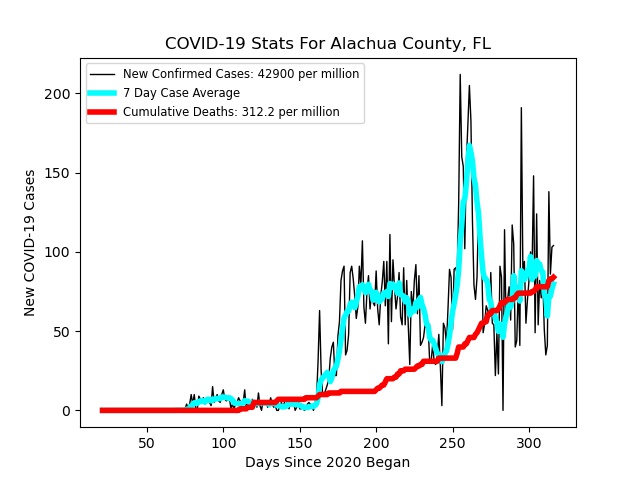 COVID-19 Stats For Alachua County, FL
New Confirmed Cases: 42900 per million
7 Day Case Average
Cumulative Deaths: 312.2 per million
200
150
100
50
0
New COVID-19 Cases
50 100 150 200 250 300
Days Since 2020 Began